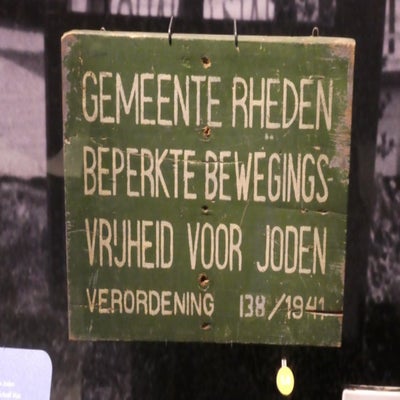 GEMEENTE RHEDEN
BEPERKTE BEWEGINGS-
VRIJHEID VOOR JODEN
VERORDENING 138/1941